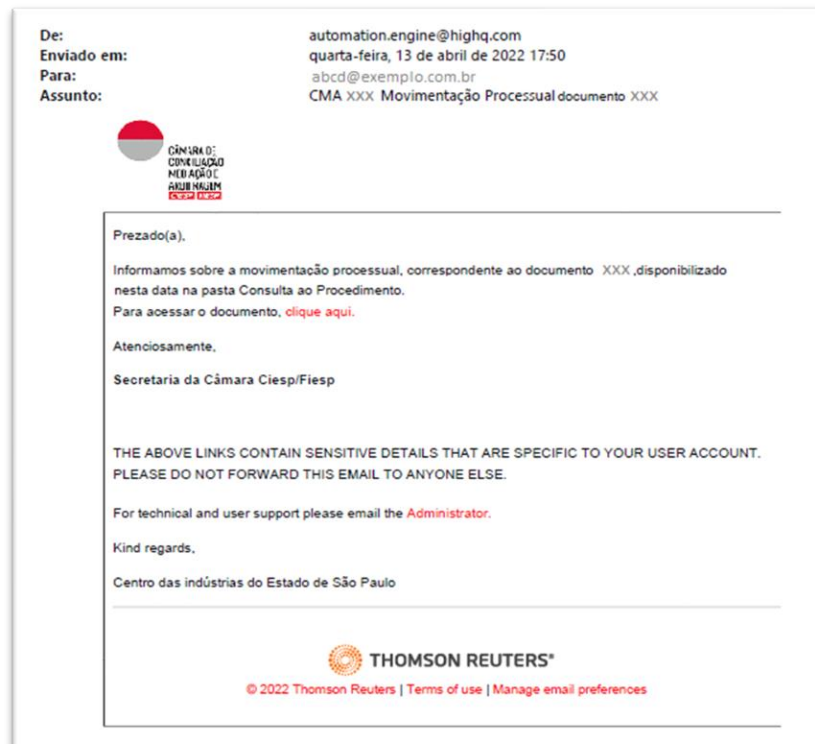 De: automation.engine@highq.com
Enviado em: quarta-feira, 13 de abril de 2022 17:50
Para: abcd@exemplo.com.br
Assunto: CMA XXX Movimentação Processual documento XXX
CÂMARA DE
CONCILIAÇÃO
MEDIAÇÃO E
ARBITRAGEM
CIESP FIESP
Prezado(a),
Informamos sobre a movimentação processual, correspondente ao documento XXX ,disponibilizado
nesta data na pasta Consulta ao Procedimento.
Para acessar o documento, clique aqui.
Atenciosamente,
Secretaria da Câmara Ciesp/Fiesp
THE ABOVE LINKS CONTAIN SENSITIVE DETAILS THAT ARE SPECIFIC TO YOUR USER ACCOUNT.
PLEASE DO NOT FORWARD THIS EMAIL TO ANYONE ELSE.
For technical and user support please email the Administrator.
Kind regards,
Centro das indústrias do Estado de São Paulo
THOMSON REUTERS®
© 2022 Thomson Reuters | Terms of use | Manage email preferences